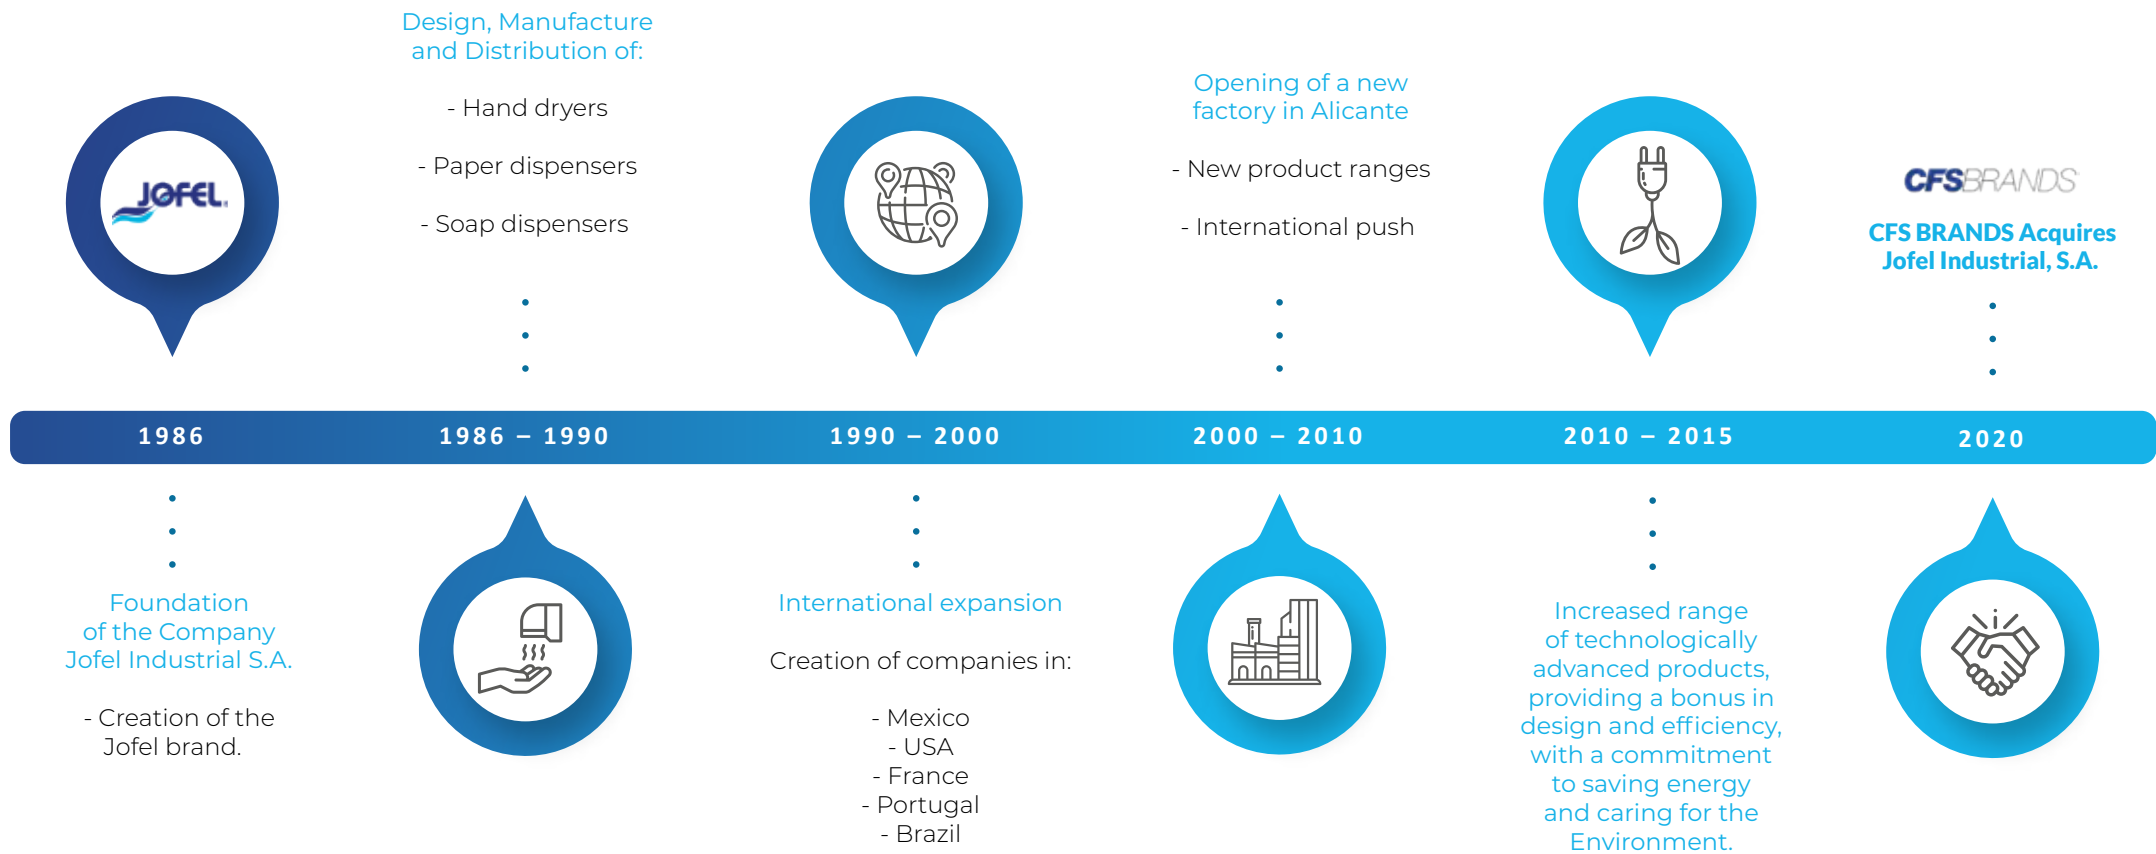 JOFEL
1986
Foundation
of the Company
Jofel Industrial S.A.
- Creation of the
Jofel brand.
Design, Manufacture
and Distribution of:
- Hand dryers
- Paper dispensers
- Soap dispensers
1986 – 1990
1990 – 2000
International expansion
Creation of companies in:
- Mexico
- USA
- France
- Portugal
- Brazil
Opening of a new
factory in Alicante
- New product ranges
- International push
2000 – 2010
2010 – 2015
Increased range
of technologically
advanced products,
providing a bonus in
design and efficiency,
with a commitment
to saving energy
and caring for the
Environment.
CFSBRANDS
CFS BRANDS Acquires
Jofel Industrial, S.A.
2020